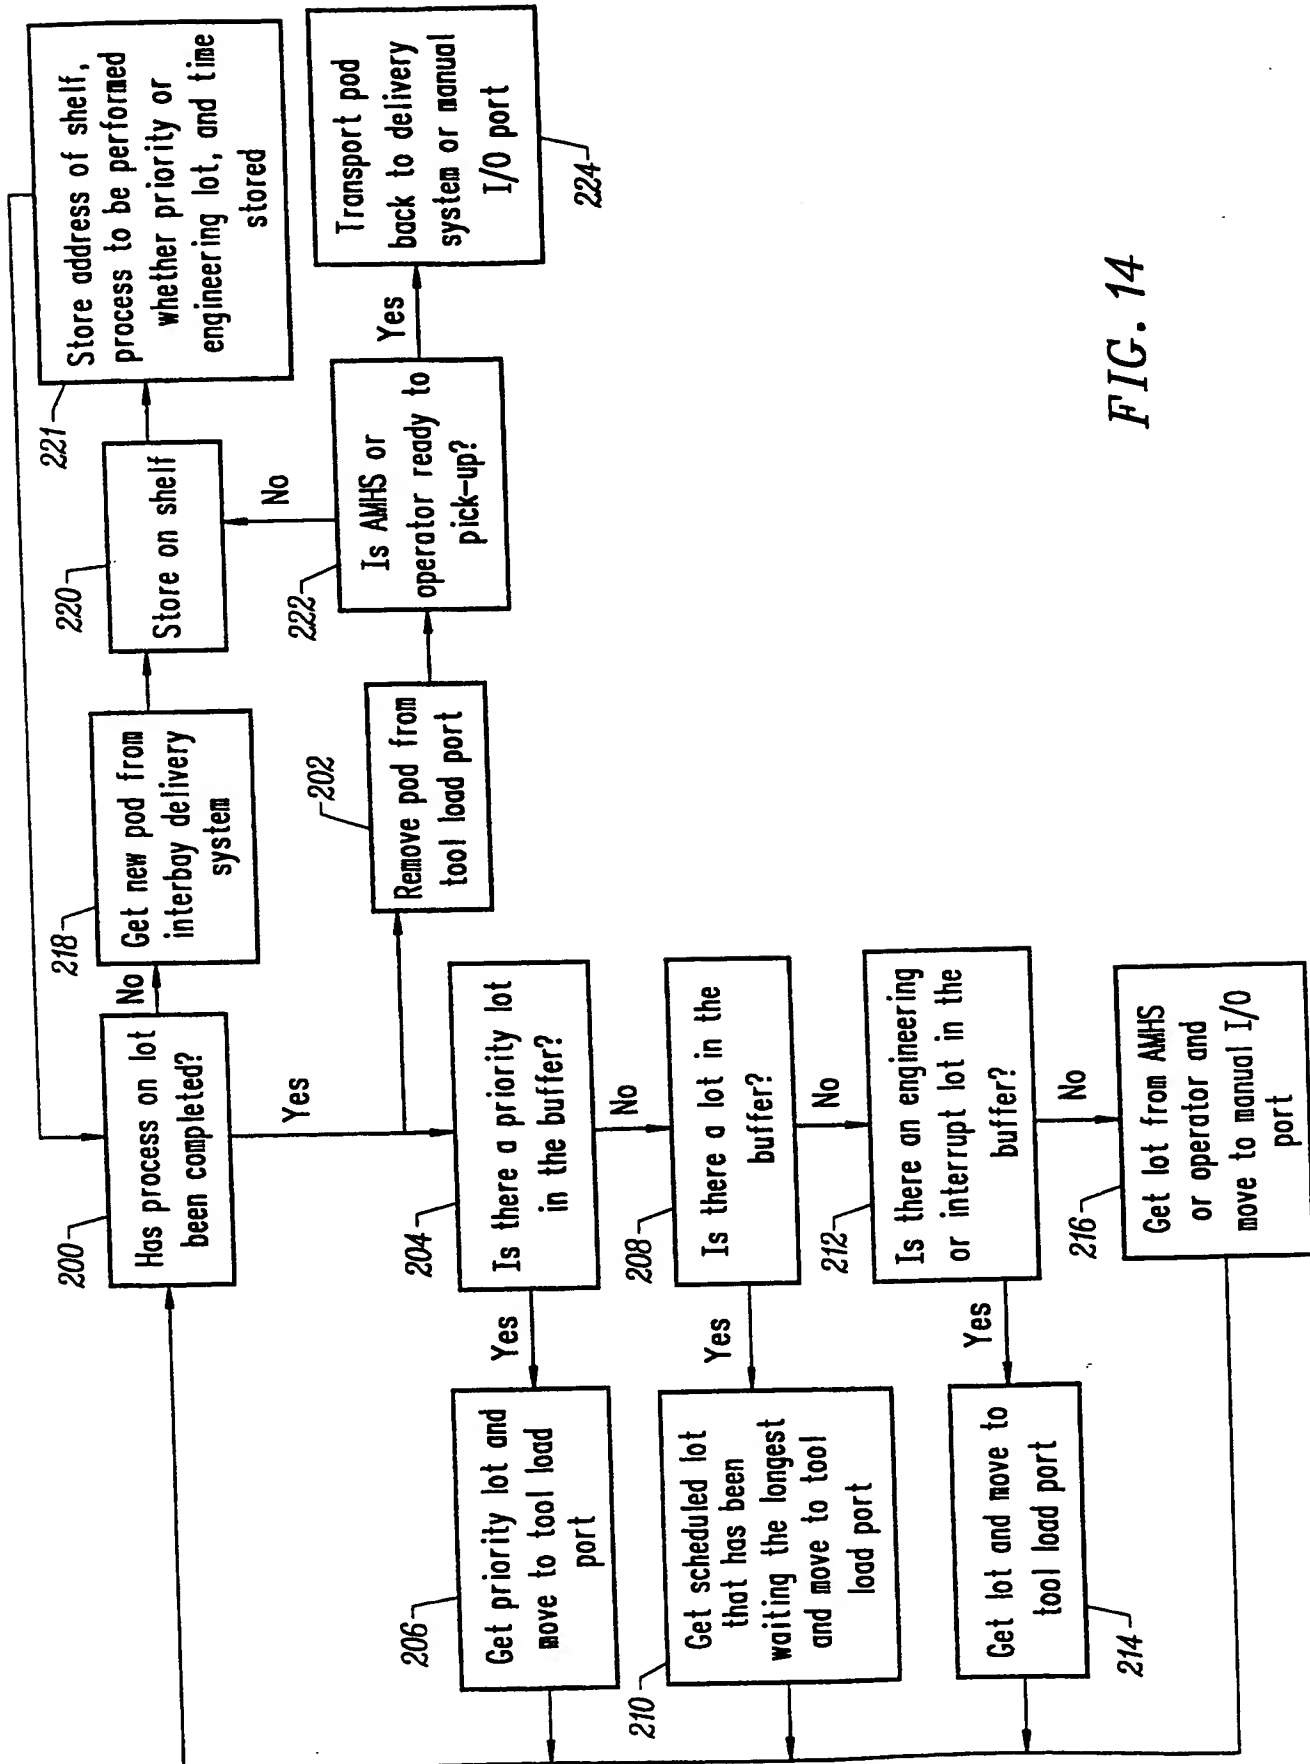 200
Has process on lot
been completed?
No
218
Get new pod from
interbay delivery
system
220
Store on shelf
221
Store address of shelf,
process to be performed
whether priority or
engineering lot, and time
stored
Yes
202
Remove pod from
tool load port
222
Is AMHS or
operator ready to
pick-up?
No
Yes
Transport pod
back to delivery
system or manual
I/O port
224
204
Is there a priority lot
in the buffer?
Yes
206
Get priority lot and
move to tool load
port
No
208
Is there a lot in the
buffer?
Yes
210
Get scheduled lot
that has been
waiting the longest
and move to tool
load port
No
212
Is there an engineering
or interrupt lot in the
buffer?
Yes
Get lot and move to
tool load port
214
No
216
Get lot from AMHS
or operator and
move to manual I/O
port
FIG. 14